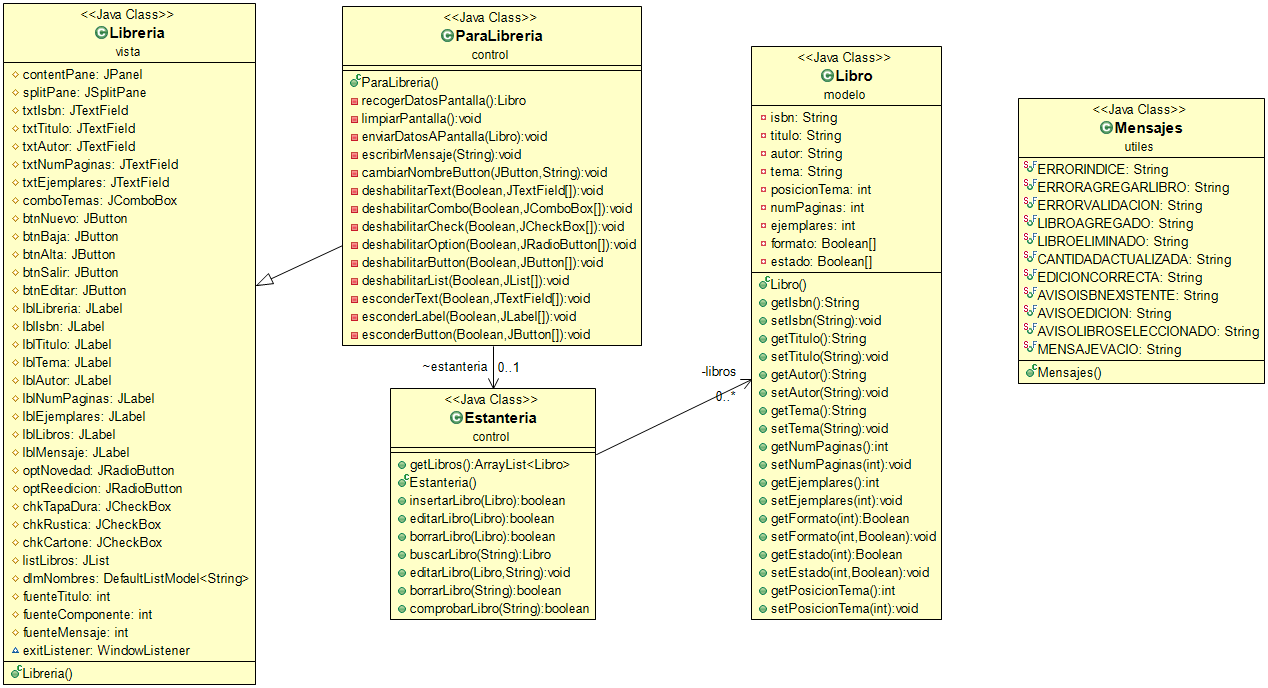 <<Java Class>>
Libreria
vista
contentPane: JPanel
splitPane: JSplitPane
txtIsbn: JTextField
txtTitulo: JTextField
txtAutor: JTextField
txtNumPaginas: JTextField
txtEjemplares: JTextField
comboTemas: JComboBox
btnNuevo: JButton
btnBaja: JButton
btnAlta: JButton
btnSalir: JButton
btnEditar: JButton
lblLibreria: JLabel
lblIsbn: JLabel
lblTitulo: JLabel
lblTema: JLabel
lblAutor: JLabel
lblNumPaginas: JLabel
lblEjemplares: JLabel
lblLibros: JLabel
lblMensaje: JLabel
optNovedad: JRadioButton
optReedicion: JRadioButton
chkTapaDura: JCheckBox
chkRustica: JCheckBox
chkCartone: JCheckBox
listLibros: JList
dlmNombres: DefaultListModel<String>
fuenteTitulo: int
fuenteComponente: int
fuenteMensaje: int
exitListener: WindowListener
Libreria()
<<Java Class>>
ParaLibreria
control
ParaLibreria()
recogerDatosPantalla():Libro
limpiarPantalla():void
enviarDatosAPantalla(Libro):void
escribirMensaje(String):void
cambiarNombreButton(JButton,String):void
deshabilitarText(Boolean,JTextField[]):void
deshabilitarCombo(Boolean,JComboBox[]):void
deshabilitarCheck(Boolean,JCheckBox[]):void
deshabilitarOption(Boolean,JRadioButton[]):void
deshabilitarButton(Boolean,JButton[]):void
deshabilitarList(Boolean,JList[]):void
esconderText(Boolean,JTextField[]):void
esconderLabel(Boolean,JLabel[]):void
esconderButton(Boolean,JButton[]):void
~estanteria 0..1
<<Java Class>>
Estanteria
control
getLibros():ArrayList<Libro>
Estanteria()
insertarLibro(Libro):boolean
editarLibro(Libro):boolean
borrarLibro(Libro):boolean
buscarLibro(String):Libro
editarLibro(Libro,String):void
borrarLibro(String):boolean
comprobarLibro(String):boolean
-libros
0..*
<<Java Class>>
Libro
modelo
isbn: String
titulo: String
autor: String
tema: String
posicionTema: int
numPaginas: int
ejemplares: int
formato: Boolean[]
estado: Boolean[]
Libro()
getIsbn():String
setIsbn(String):void
getTitulo():String
setTitulo(String):void
getAutor():String
setAutor(String):void
getTema():String
setTema(String):void
getNumPaginas():int
setNumPaginas(int):void
getEjemplares():int
setEjemplares(int):void
getFormato(int):Boolean
setFormato(int,Boolean):void
getEstado(int):Boolean
setEstado(int,Boolean):void
getPosicionTema():int
setPosicionTema(int):void
<<Java Class>>
Mensajes
utiles
ERRORINDICE: String
ERRORAGREGARLIBRO: String
ERRORVALIDACION: String
LIBROAGREGADO: String
LIBROELIMINADO: String
CANTIDADACTUALIZADA: String
EDICIONCORRECTA: String
AVISOISBNEXISTENTE: String
AVISOEDICION: String
AVISOLIBROSELECCIONADO: String
MENSAJEVACIO: String
Mensajes()